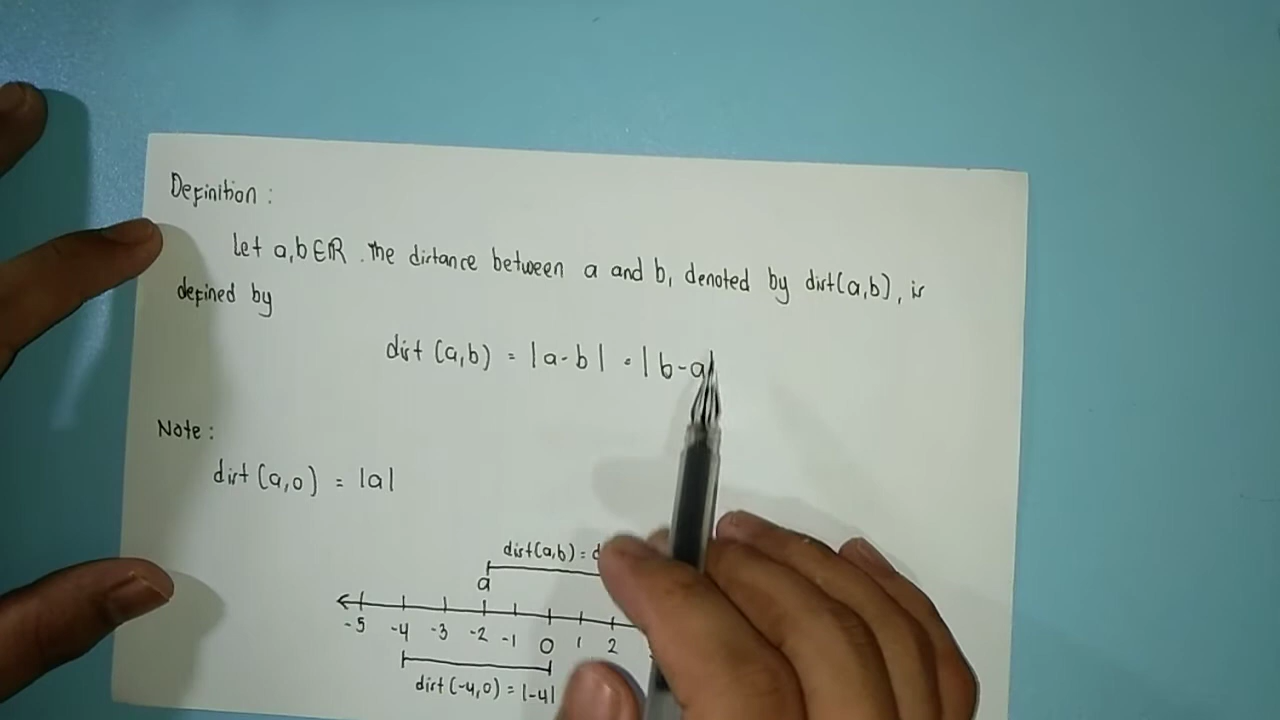 Definition :
Let a,b ∈ ℝ. The distance between a and b, denoted by dist(a,b), is
defined by
dist (a,b) = |a-b| = |b-a|
Note :
dist (a,0) = |a|
dist(a,b) = d
a
-5 -4 -3 -2 -1 0 1 2
dist(-4,0) = |-4|